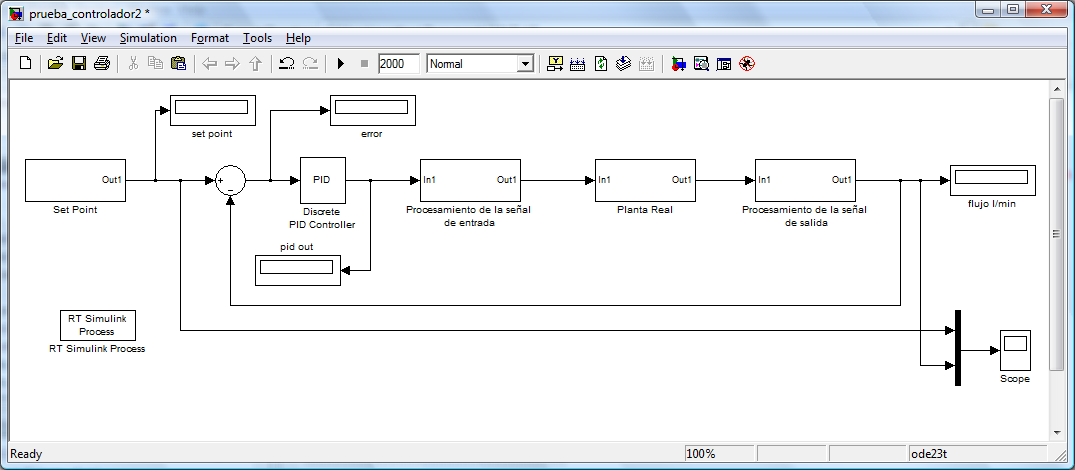 prueba_controlador2 *
File Edit View Simulation Format Tools Help
2000 Normal
set point
error
Out1
Set Point
+
−
PID
Discrete
PID Controller
In1 Out1
Procesamiento de la señal
de entrada
In1 Out1
Planta Real
In1 Out1
Procesamiento de la señal
de salida
flujo l/min
pid out
RT Simulink
Process
RT Simulink Process
Scope
Ready 100% ode23t